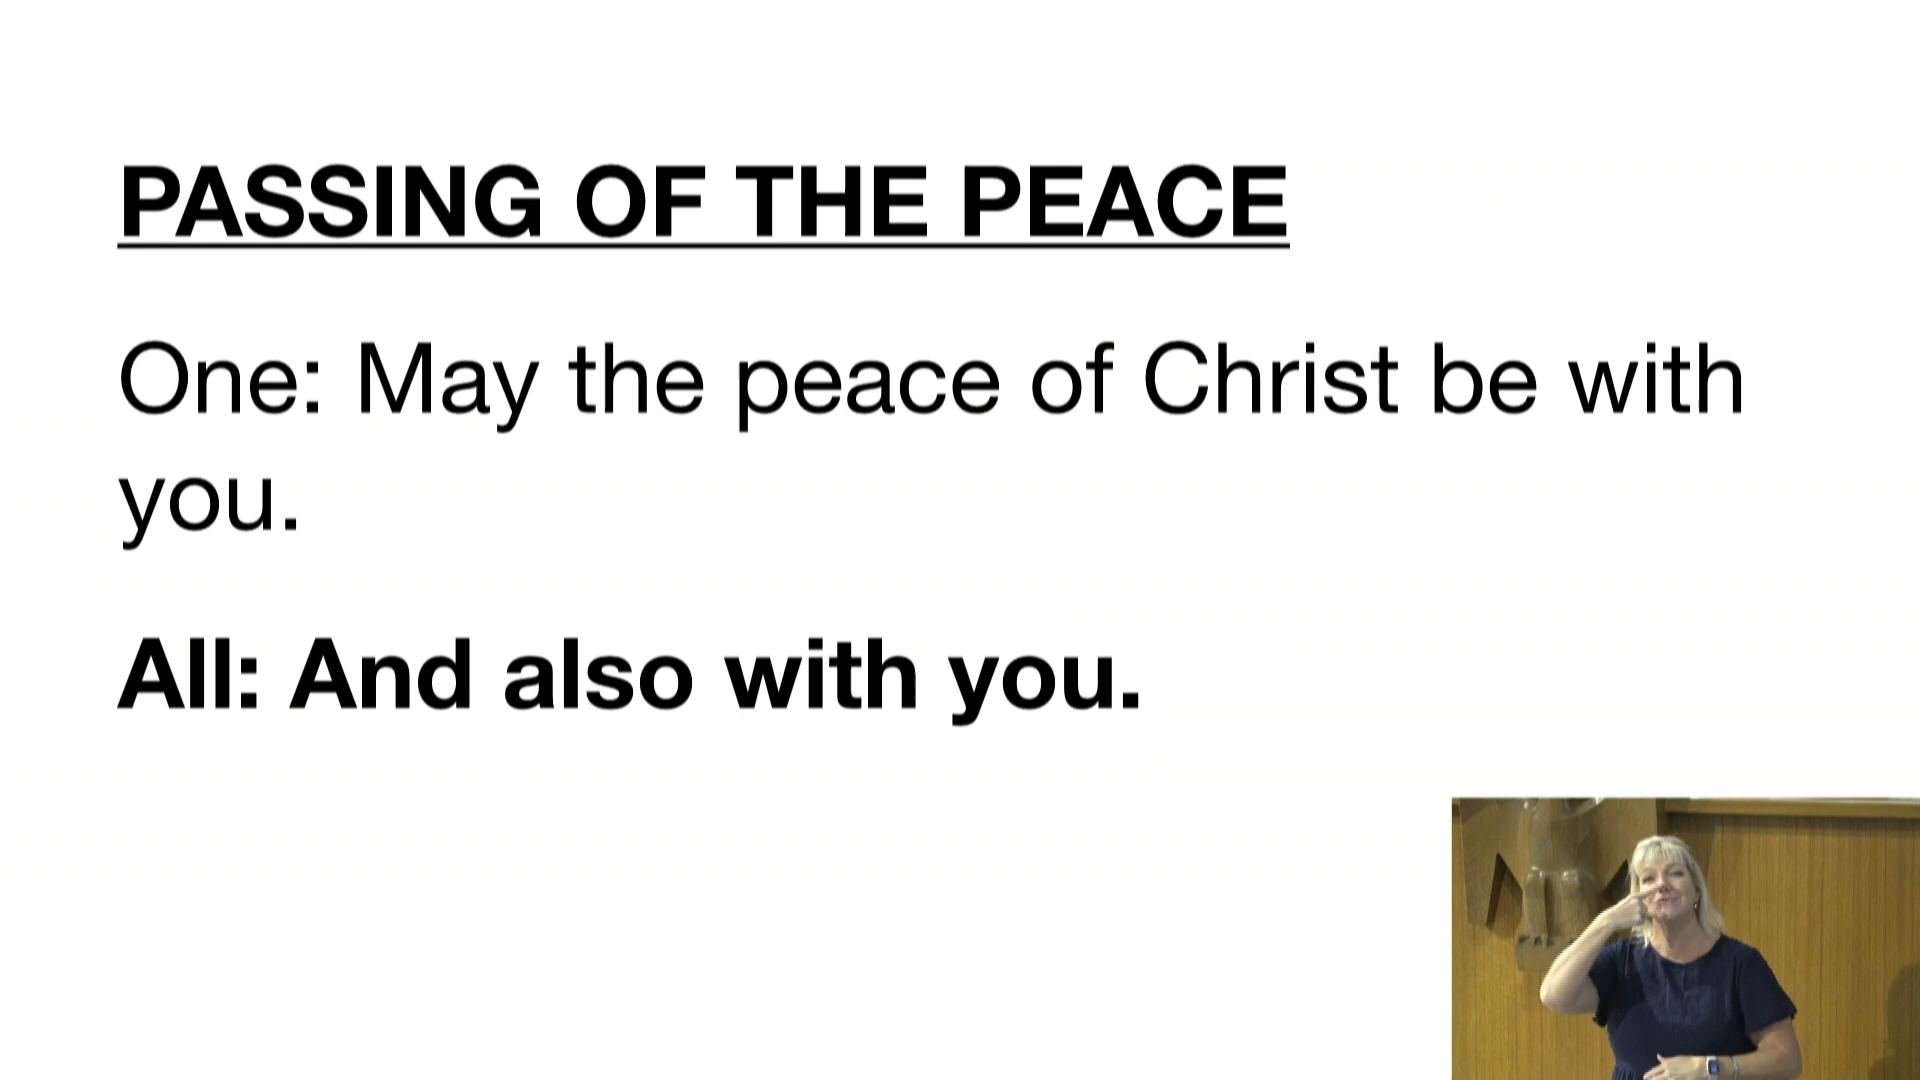 PASSING OF THE PEACE
One: May the peace of Christ be with
you.
All: And also with you.